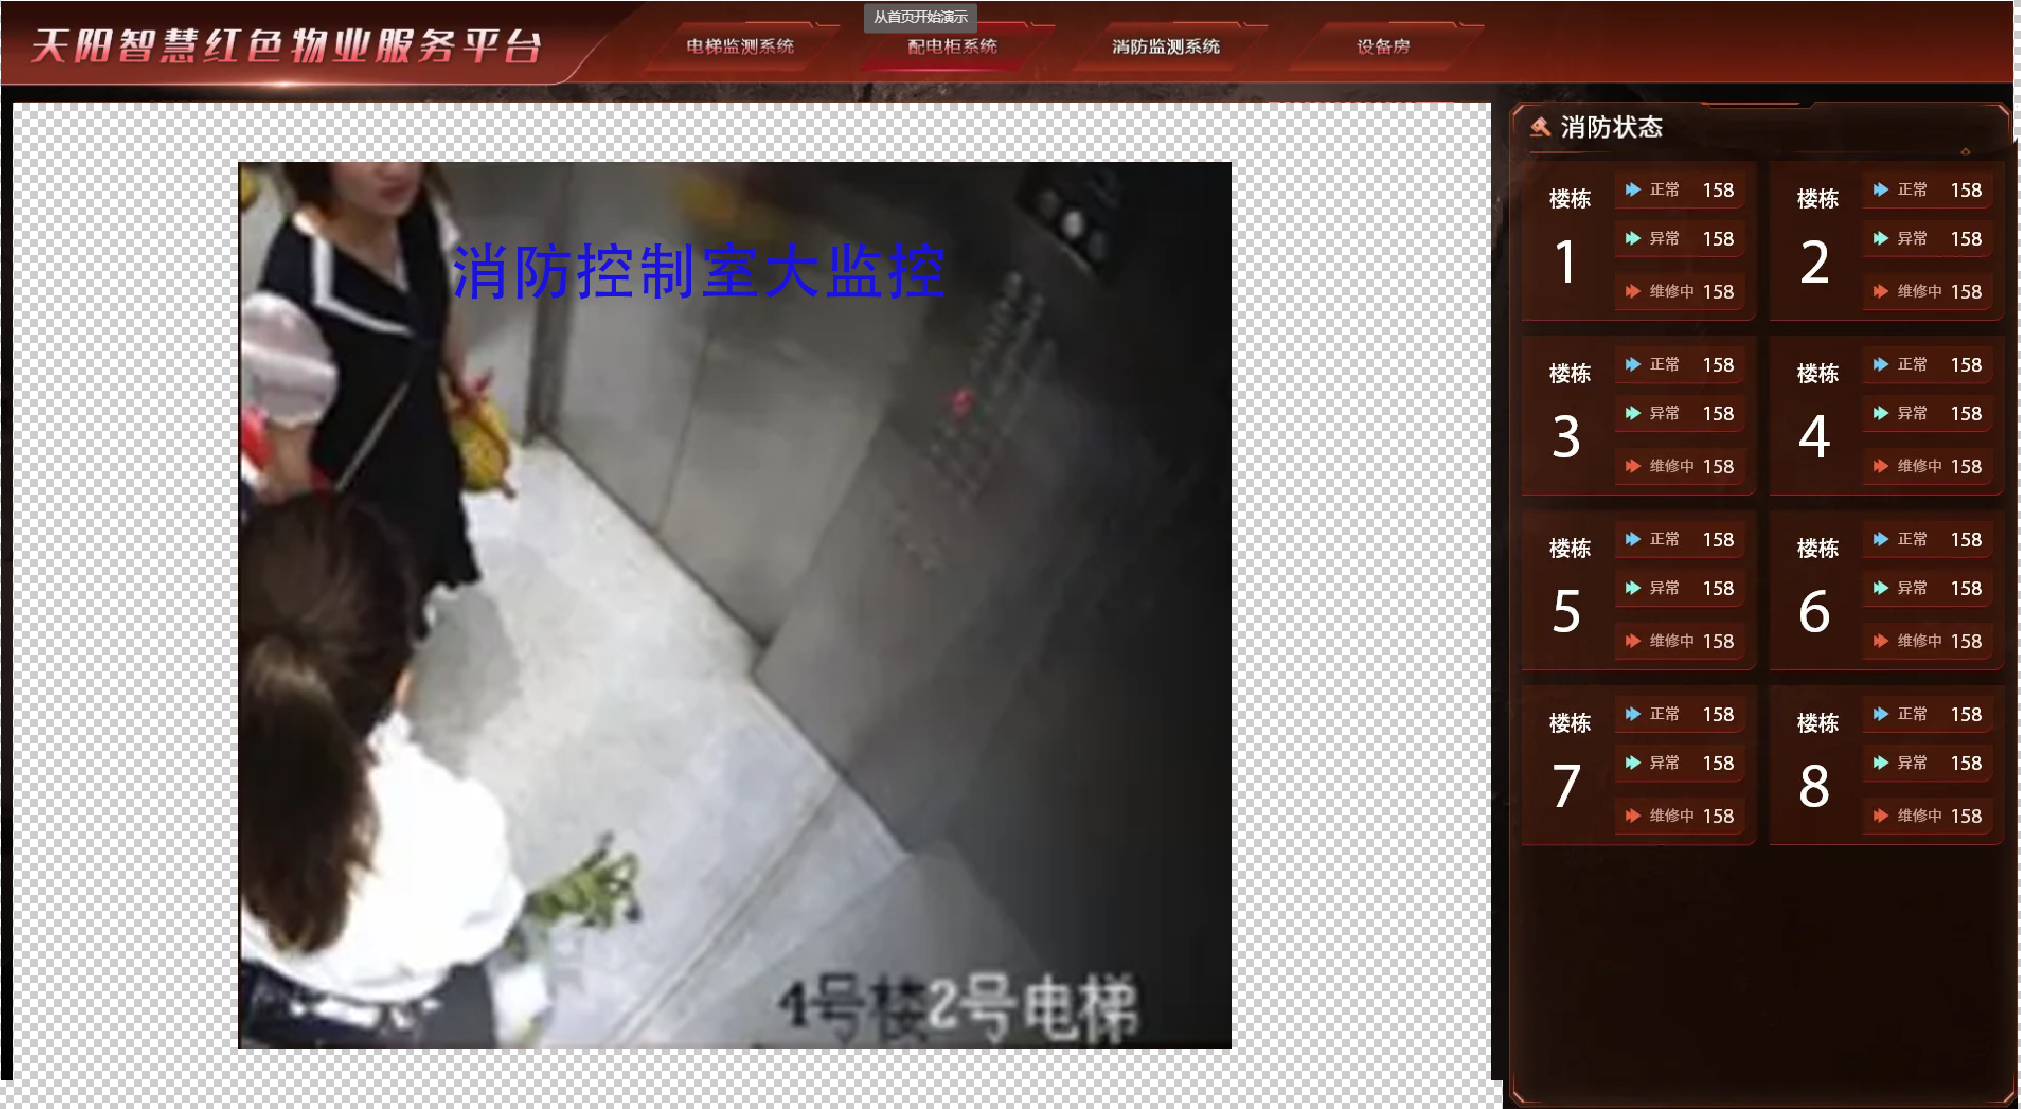 从首页开始演示
天阳智慧红色物业服务平台
电梯监测系统
配电柜系统
消防监测系统
设备房
消防控制室大监控
4号楼2号电梯
消防状态
楼栋
1
正常 158
异常 158
维修中 158
楼栋
2
正常 158
异常 158
维修中 158
楼栋
3
正常 158
异常 158
维修中 158
楼栋
4
正常 158
异常 158
维修中 158
楼栋
5
正常 158
异常 158
维修中 158
楼栋
6
正常 158
异常 158
维修中 158
楼栋
7
正常 158
异常 158
维修中 158
楼栋
8
正常 158
异常 158
维修中 158